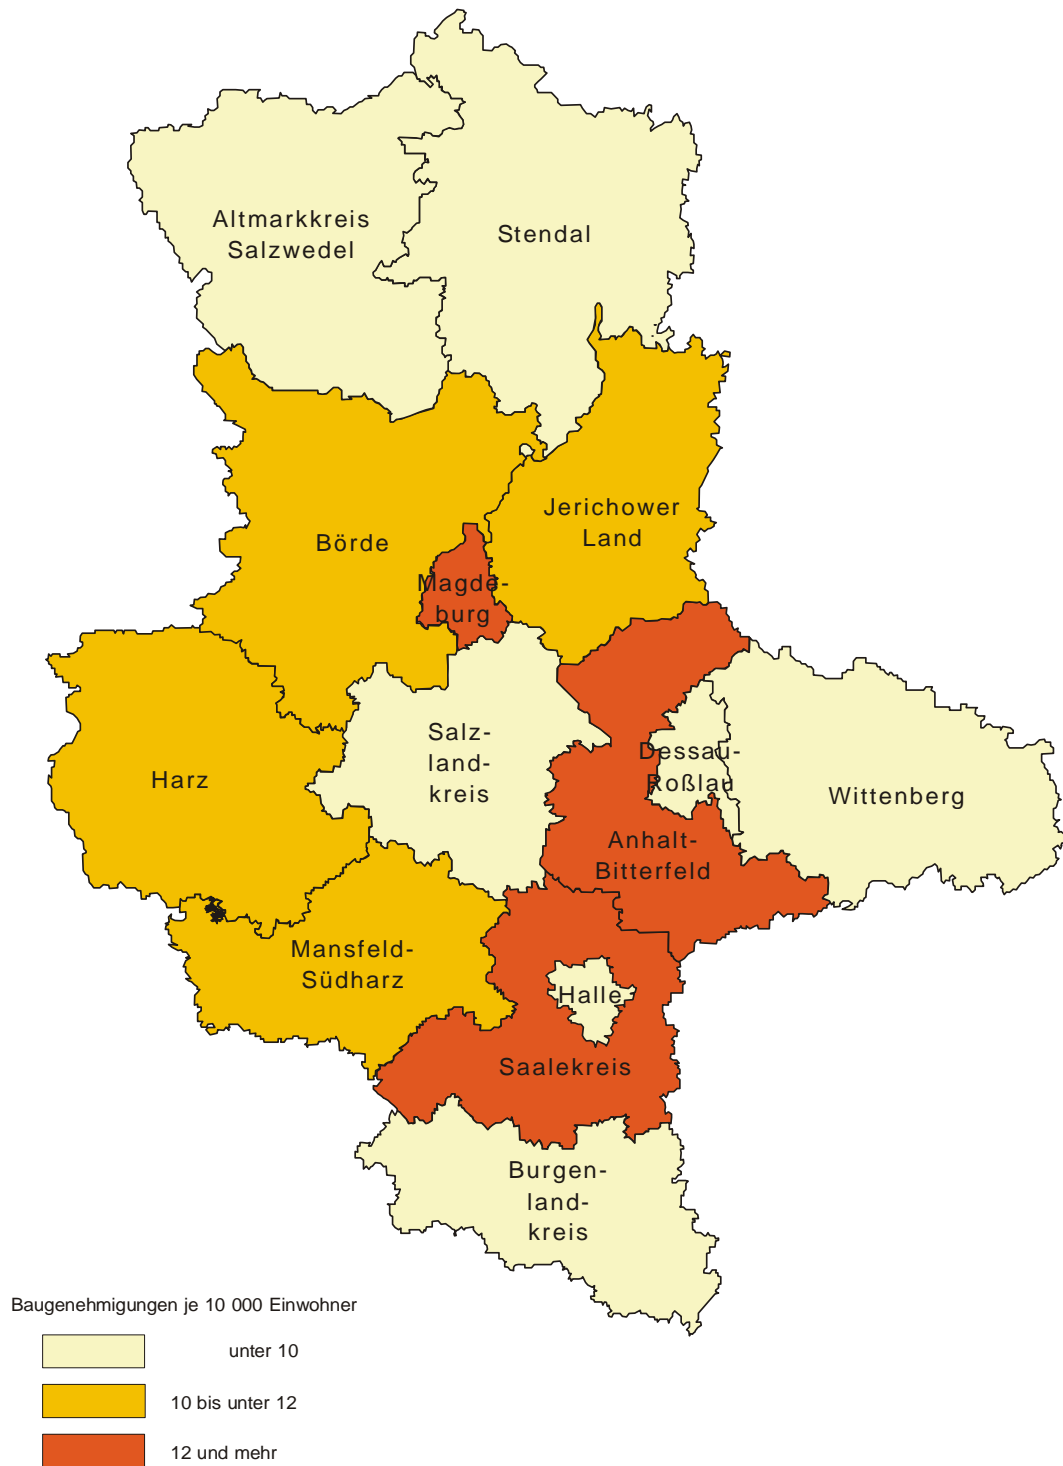 Altmarkkreis
Salzwedel
Stendal
Jerichower
Land
Börde
Magde-
burg
Salz-
land-
kreis
Dessau-
Roßlau
Harz
Wittenberg
Anhalt-
Bitterfeld
Mansfeld-
Südharz
Halle
Saalekreis
Burgen-
land-
kreis
Baugenehmigungen je 10 000 Einwohner
unter 10
10 bis unter 12
12 und mehr